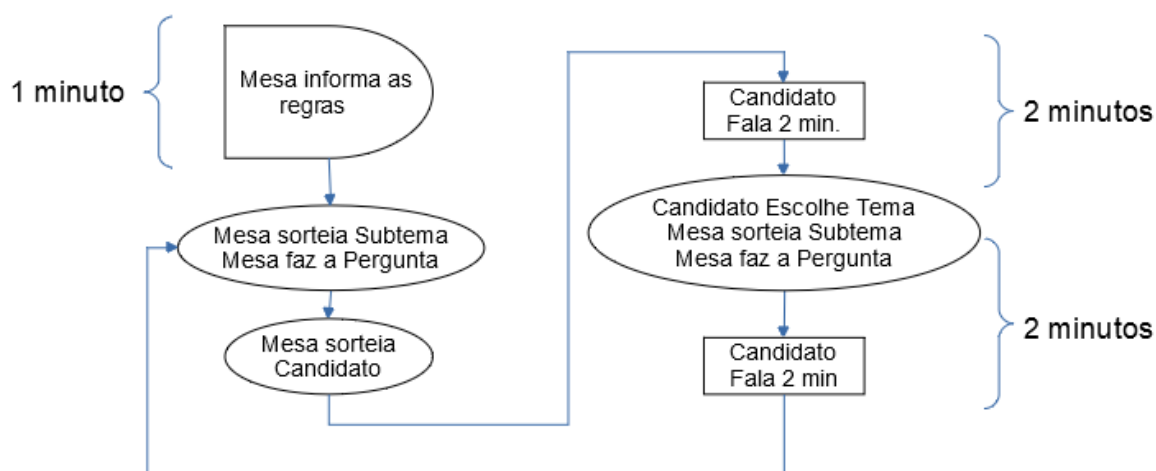 1 minuto
Mesa informa as
regras
Mesa sorteia Subtema
Mesa faz a Pergunta
Mesa sorteia
Candidato
Candidato
Fala 2 min.
2 minutos
Candidato Escolhe Tema
Mesa sorteia Subtema
Mesa faz a Pergunta
2 minutos
Candidato
Fala 2 min